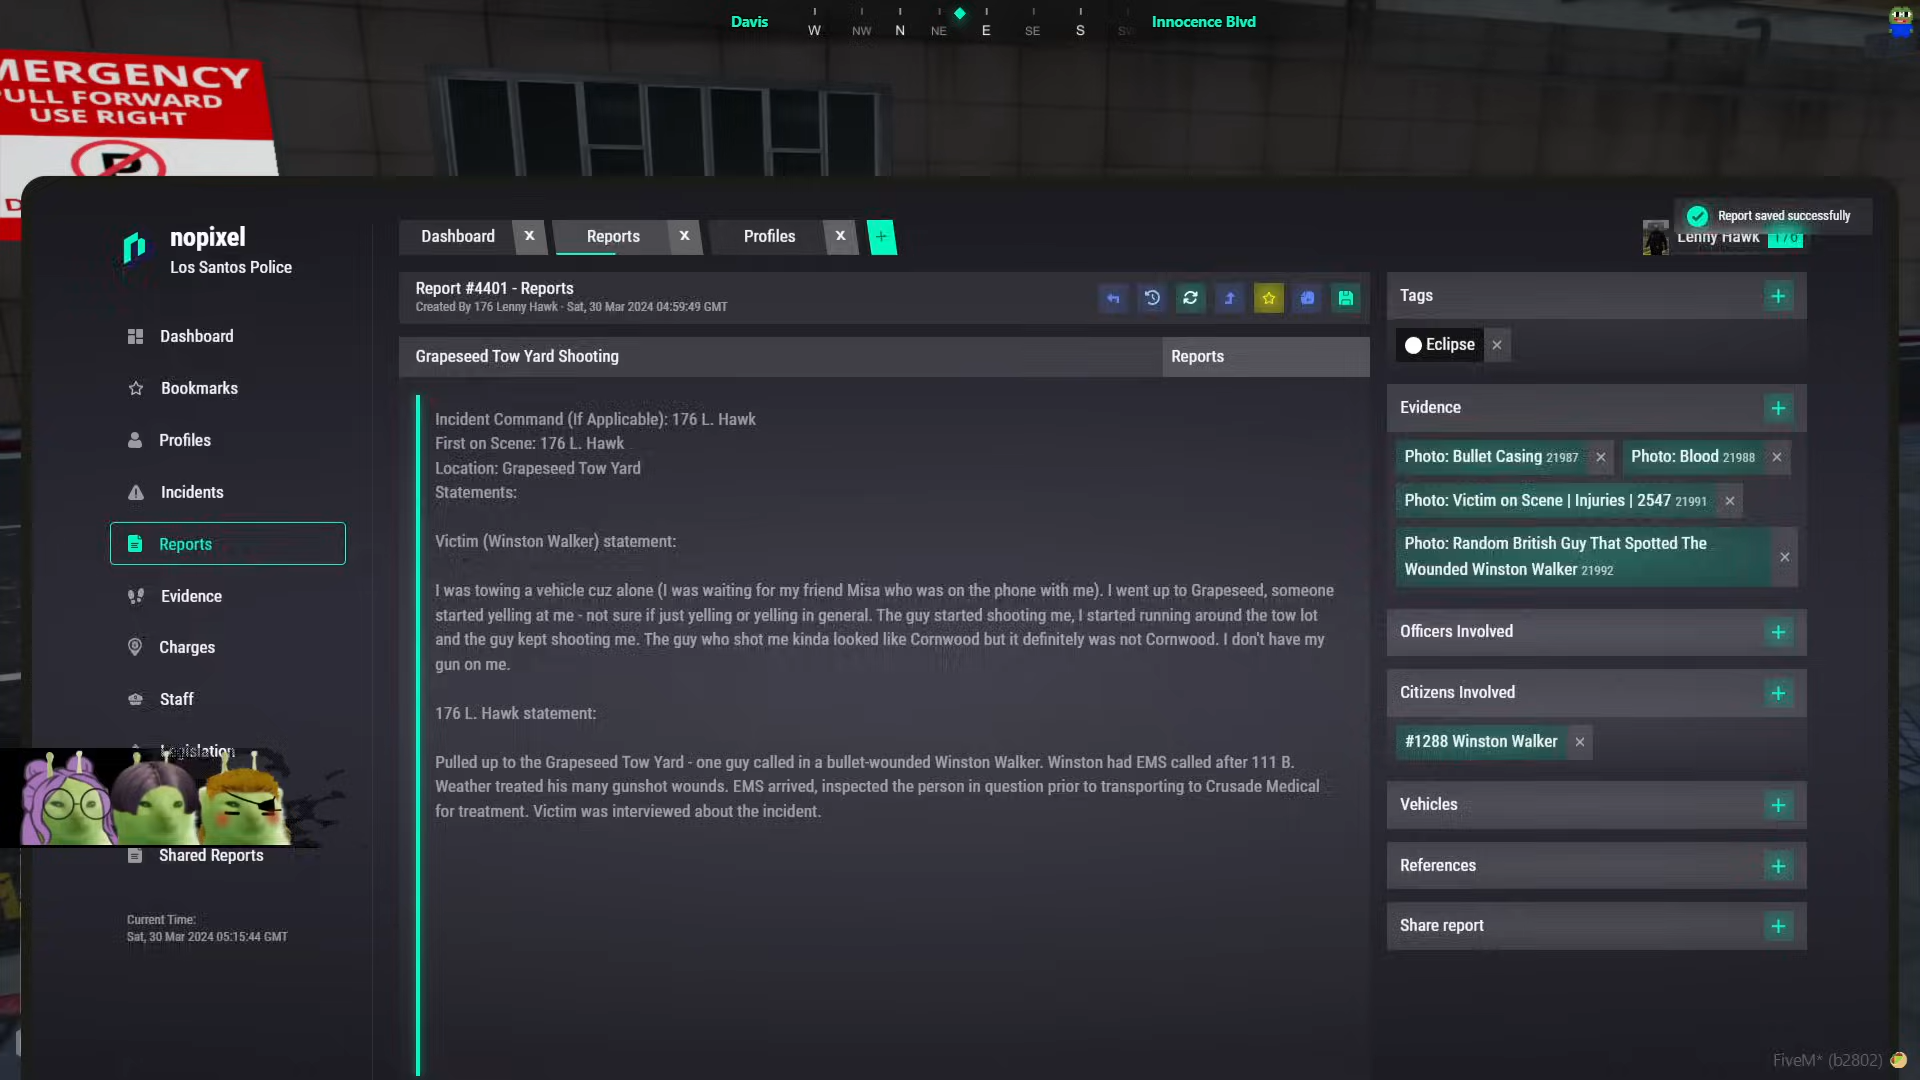 Davis
W NW N NE E SE S SW
Innocence Blvd
MERGENCY
PULL FORWARD
USE RIGHT
nopixel
Los Santos Police
Dashboard x
Reports x
Profiles x
+
Report saved successfully
Lenny Hawk 176
Report #4401 - Reports
Created By 176 Lenny Hawk - Sat, 30 Mar 2024 04:59:49 GMT
Grapeseed Tow Yard Shooting
Reports
Dashboard
Bookmarks
Profiles
Incidents
Reports
Evidence
Charges
Staff
Legislation
Shared Reports
Current Time:
Sat, 30 Mar 2024 05:15:44 GMT
Incident Command (If Applicable): 176 L. Hawk
First on Scene: 176 L. Hawk
Location: Grapeseed Tow Yard
Statements:
Victim (Winston Walker) statement:
I was towing a vehicle cuz alone (I was waiting for my friend Misa who was on the phone with me). I went up to Grapeseed, someone
started yelling at me - not sure if just yelling or yelling in general. The guy started shooting me, I started running around the tow lot
and the guy kept shooting me. The guy who shot me kinda looked like Cornwood but it definitely was not Cornwood. I don't have my
gun on me.
176 L. Hawk statement:
Pulled up to the Grapeseed Tow Yard - one guy called in a bullet-wounded Winston Walker. Winston had EMS called after 111 B.
Weather treated his many gunshot wounds. EMS arrived, inspected the person in question prior to transporting to Crusade Medical
for treatment. Victim was interviewed about the incident.
Tags +
Eclipse ×
Evidence +
Photo: Bullet Casing 21987 ×
Photo: Blood 21988 ×
Photo: Victim on Scene | Injuries | 2547 21991 ×
Photo: Random British Guy That Spotted The
Wounded Winston Walker 21992 ×
Officers Involved +
Citizens Involved +
#1288 Winston Walker ×
Vehicles +
References +
Share report +
FiveM* (b2802)